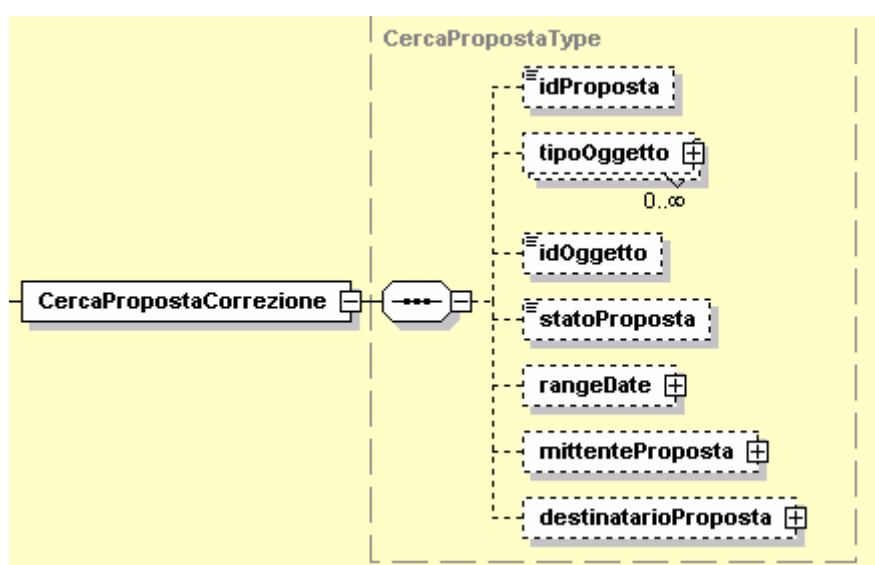 CercaPropostaType
idProposta
tipoOggetto
0..∞
idOggetto
CercaPropostaCorrezione
statoProposta
rangeDate
mittenteProposta
destinatarioProposta